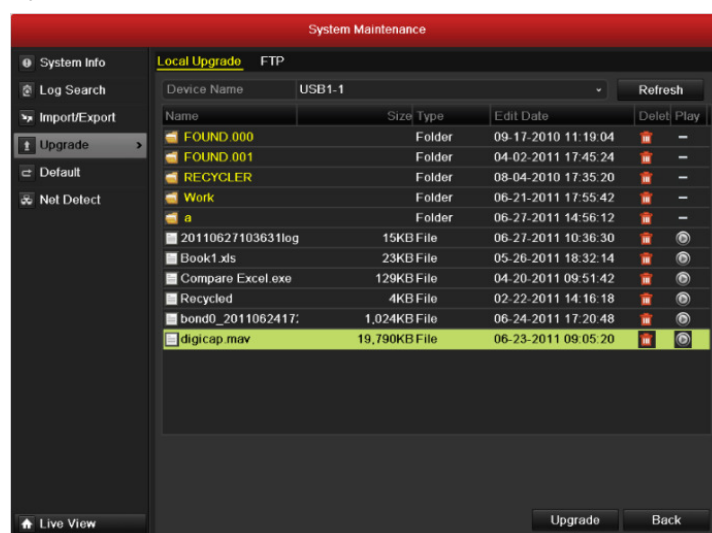 System Maintenance
System Info
Log Search
Import/Export
Upgrade >
Default
Net Detect
Live View
Local Upgrade FTP
Device Name USB1-1 Refresh
Name Size Type Edit Date Delet Play
FOUND.000 Folder 09-17-2010 11:19:04 –
FOUND.001 Folder 04-02-2011 17:45:24 –
RECYCLER Folder 08-04-2010 17:35:20 –
Work Folder 06-21-2011 17:55:42 –
a Folder 06-27-2011 14:56:12 –
20110627103631log 15KB File 06-27-2011 10:36:30
Book1.xls 23KB File 05-26-2011 18:32:14
Compare Excel.exe 129KB File 04-20-2011 09:51:42
Recycled 4KB File 02-22-2011 14:16:18
bond0_2011062417: 1,024KB File 06-24-2011 17:20:48
digicap.mav 19,790KB File 06-23-2011 09:05:20
Upgrade Back